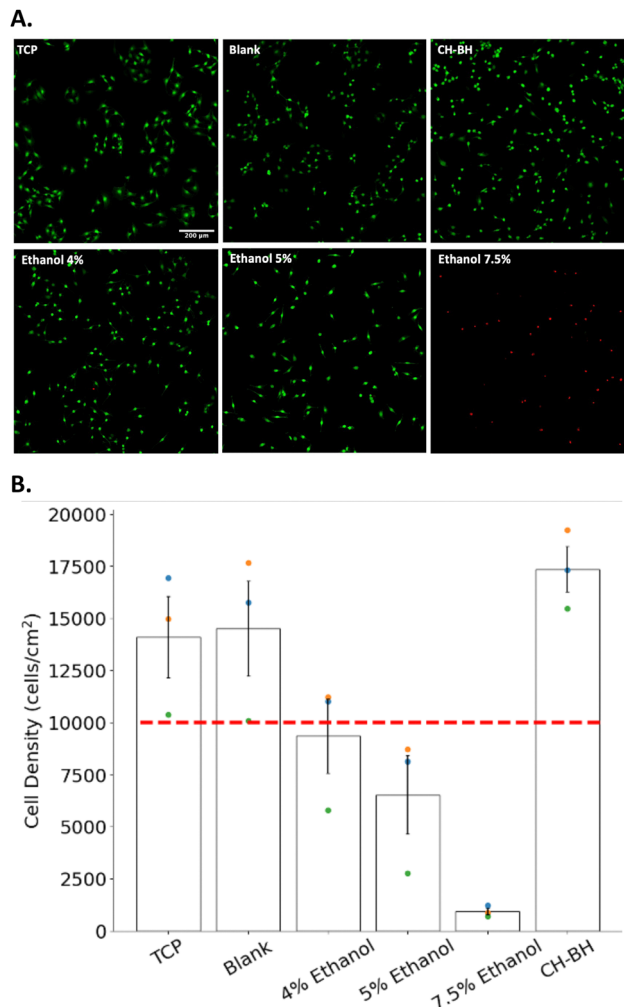 A.
TCP
Blank
CH-BH
200 µm
Ethanol 4%
Ethanol 5%
Ethanol 7.5%
B.
20000
17500
15000
12500
10000
7500
5000
2500
0
Cell Density (cells/cm²)
TCP
Blank
4% Ethanol
5% Ethanol
7.5% Ethanol
CH-BH